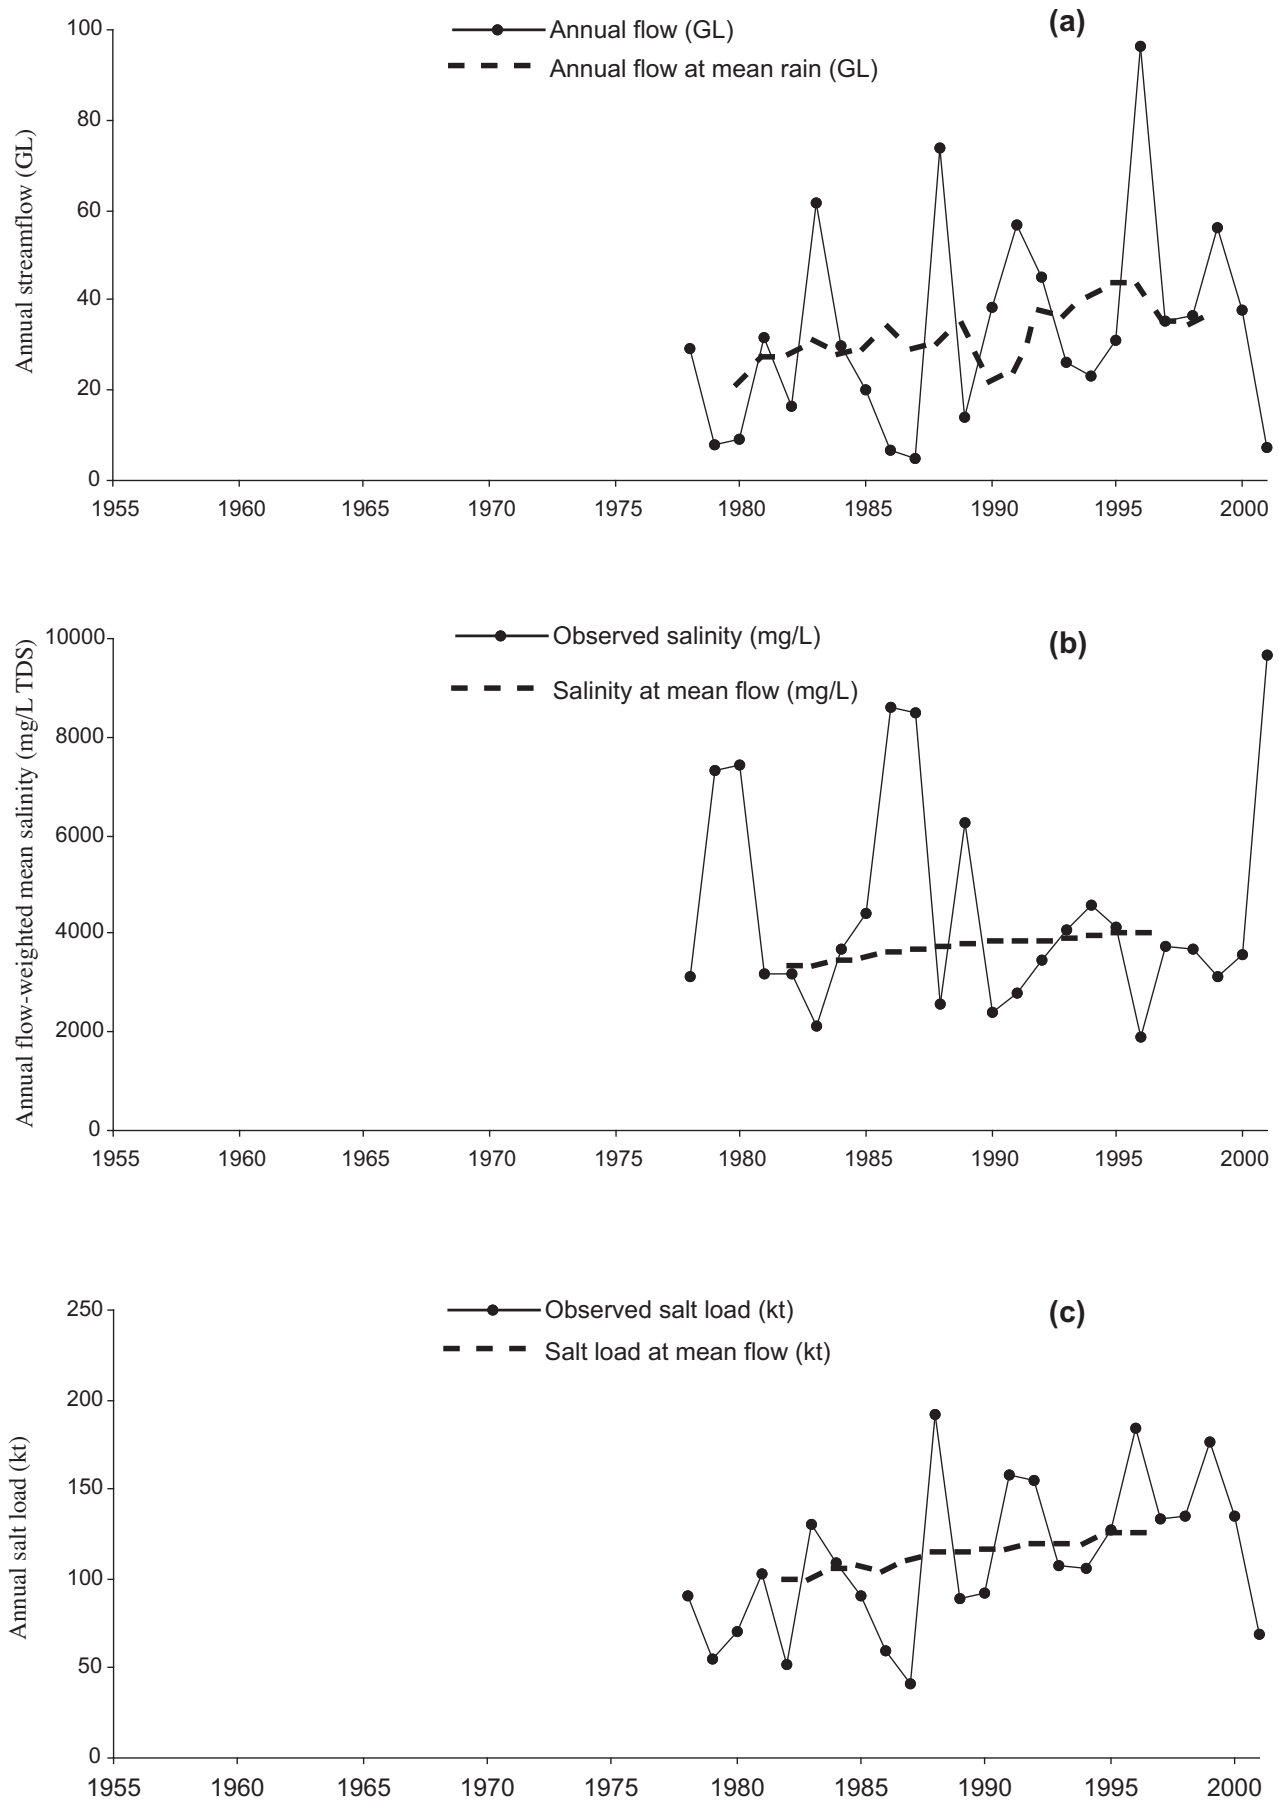 (a)
Annual flow (GL)
Annual flow at mean rain (GL)
Annual streamflow (GL)
100
80
60
40
20
0
1955 1960 1965 1970 1975 1980 1985 1990 1995 2000
(b)
Observed salinity (mg/L)
Salinity at mean flow (mg/L)
Annual flow-weighted mean salinity (mg/L TDS)
10000
8000
6000
4000
2000
0
1955 1960 1965 1970 1975 1980 1985 1990 1995 2000
(c)
Observed salt load (kt)
Salt load at mean flow (kt)
Annual salt load (kt)
250
200
150
100
50
0
1955 1960 1965 1970 1975 1980 1985 1990 1995 2000